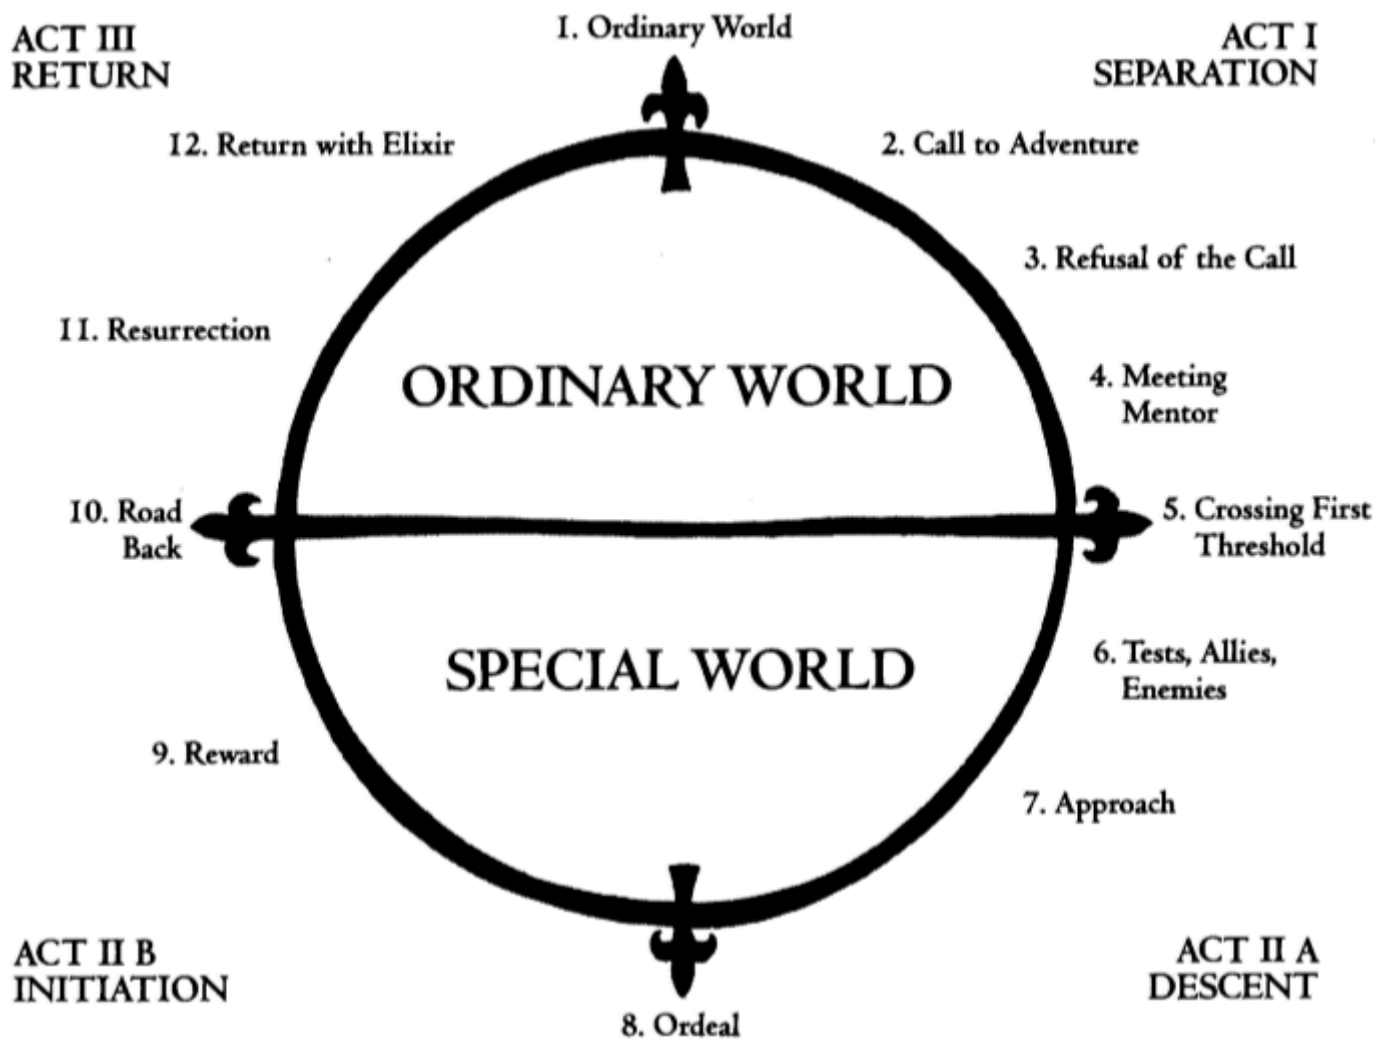 ACT III
RETURN
1. Ordinary World
ACT I
SEPARATION
12. Return with Elixir
2. Call to Adventure
3. Refusal of the Call
11. Resurrection
ORDINARY WORLD
4. Meeting
Mentor
10. Road
Back
5. Crossing First
Threshold
SPECIAL WORLD
6. Tests, Allies,
Enemies
9. Reward
7. Approach
ACT II B
INITIATION
ACT II A
DESCENT
8. Ordeal